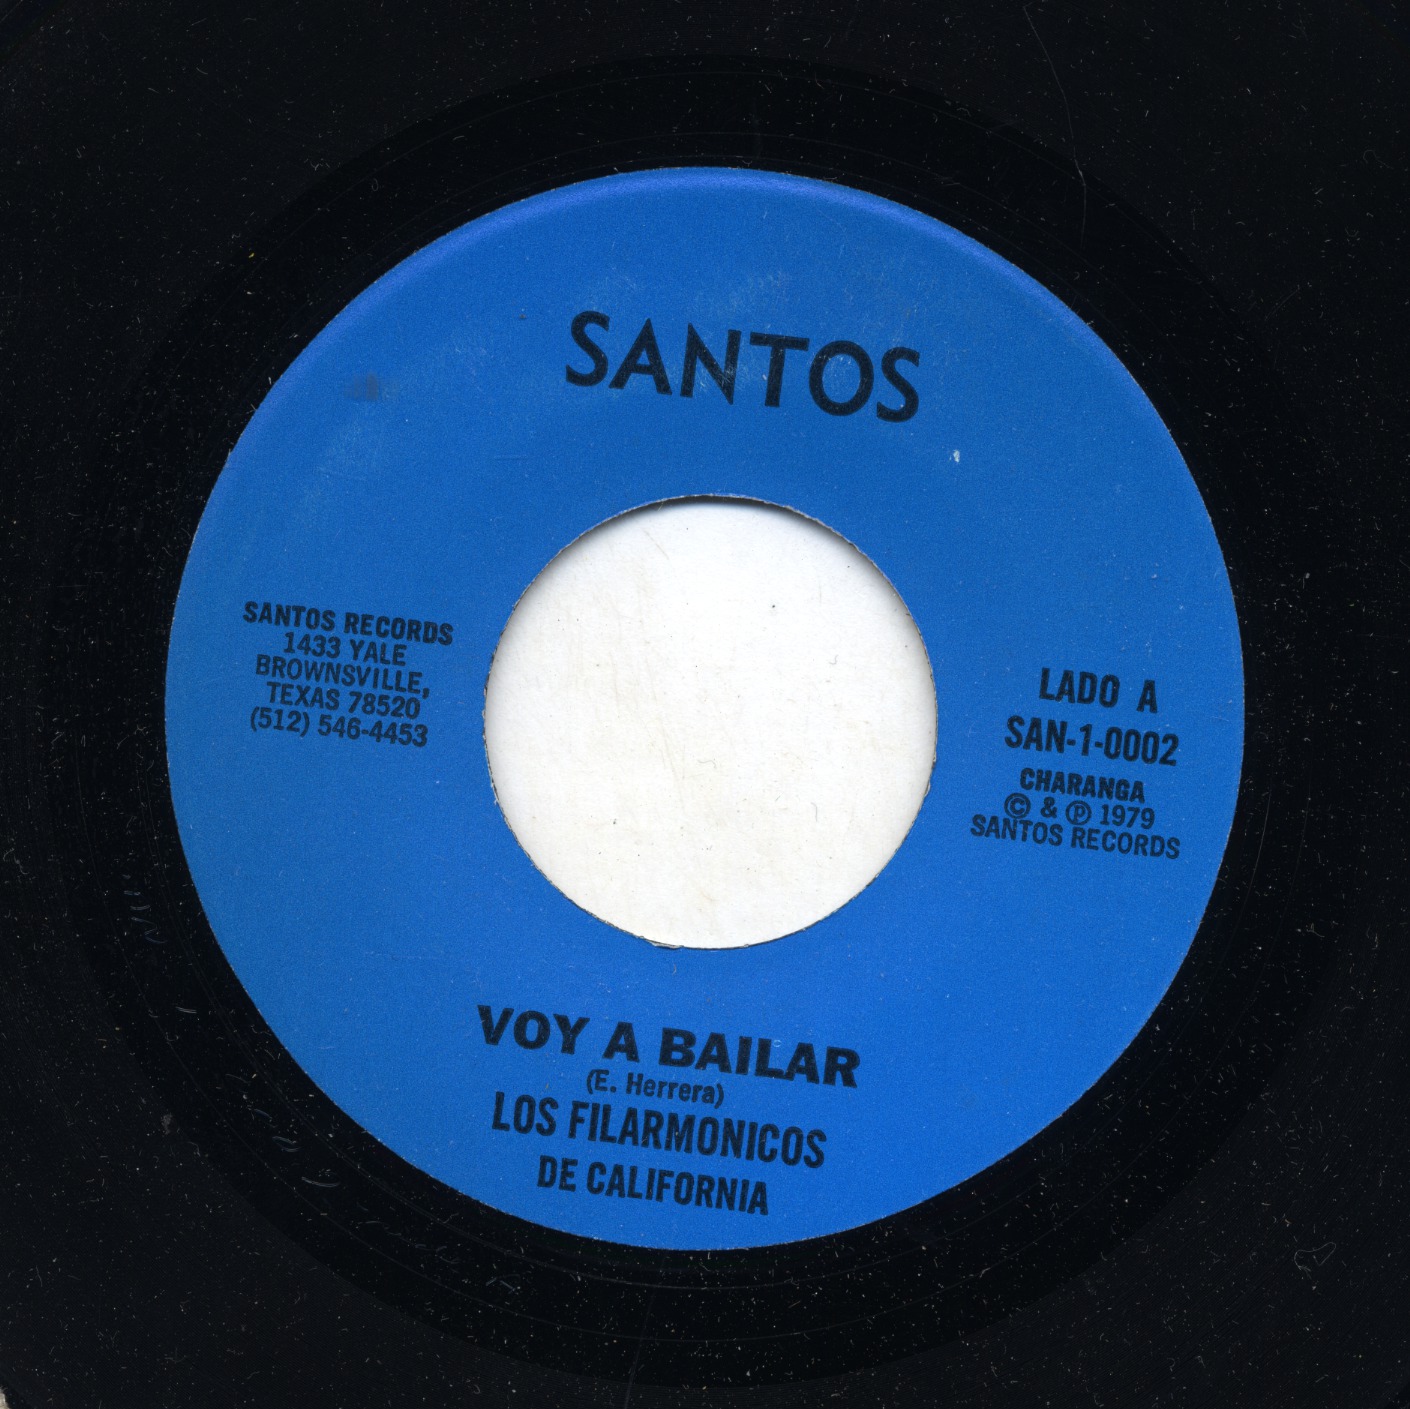 SANTOS
SANTOS RECORDS
1433 YALE
BROWNSVILLE,
TEXAS 78520
(512) 546-4453
LADO A
SAN-1-0002
CHARANGA
© & ℗ 1979
SANTOS RECORDS
VOY A BAILAR
(E. Herrera)
LOS FILARMONICOS
DE CALIFORNIA